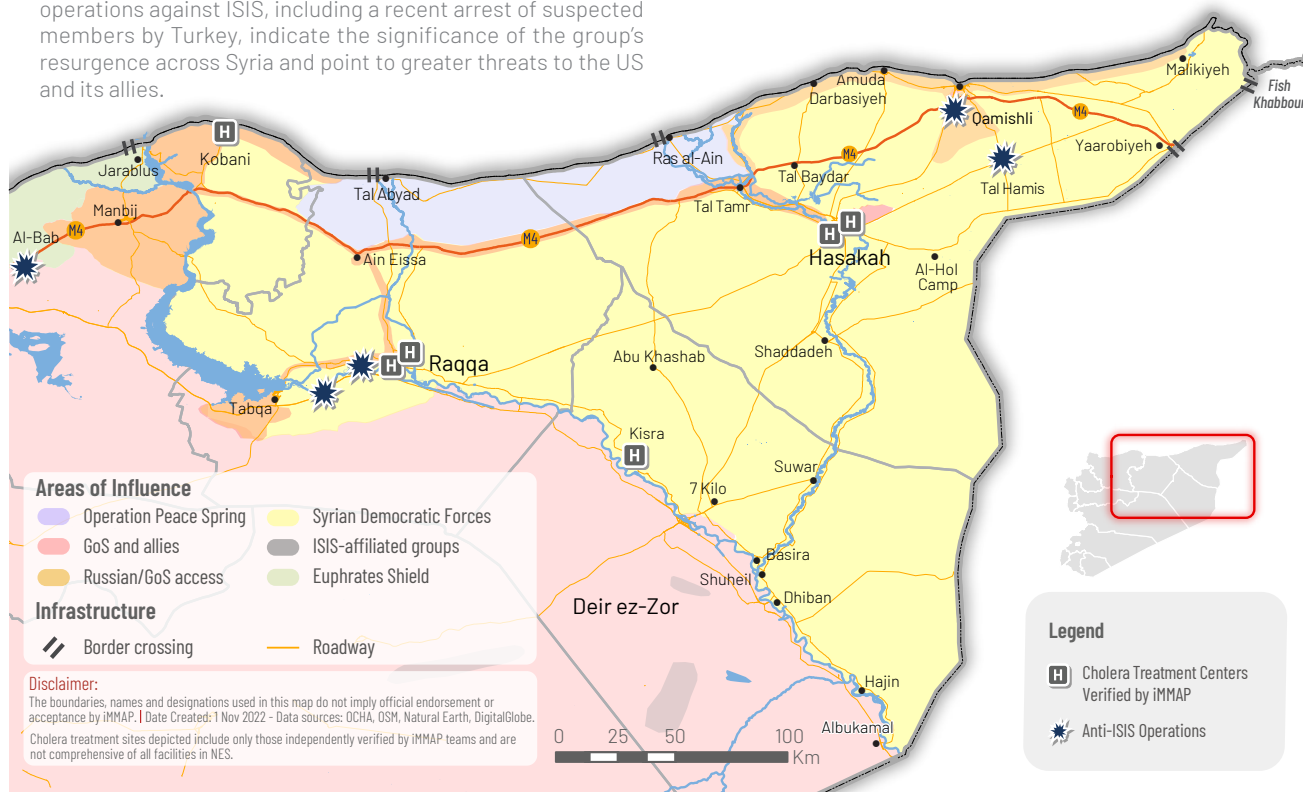 operations against ISIS, including a recent arrest of suspected
members by Turkey, indicate the significance of the group's
resurgence across Syria and point to greater threats to the US
and its allies.
Malikiyeh
Fish
Khabbour
Amuda
Darbasiyeh
Qamishli
M4
Yaarobiyeh
H
Kobani
Jarablus
Ras al-Ain
M4
Tal Baydar
Tal Hamis
Tal Abyad
Manbij
Tal Tamr
M4
Al-Bab
M4
H
H
Hasakah
Ain Eissa
Al-Hol
Camp
Shaddadeh
Abu Khashab
H
H
Raqqa
Tabqa
Kisra
H
Suwar
7 Kilo
Basira
Shuheil
Dhiban
Deir ez-Zor
Hajin
Albukamal
Areas of Influence
Operation Peace Spring
Syrian Democratic Forces
GoS and allies
ISIS-affiliated groups
Russian/GoS access
Euphrates Shield
Infrastructure
Border crossing
Roadway
Disclaimer:
The boundaries, names and designations used in this map do not imply official endorsement or
acceptance by iMMAP. | Date Created: 1 Nov 2022 - Data sources: OCHA, OSM, Natural Earth, DigitalGlobe.
Cholera treatment sites depicted include only those independently verified by iMMAP teams and are
not comprehensive of all facilities in NES.
0 25 50 100
Km
Legend
H Cholera Treatment Centers
Verified by iMMAP
Anti-ISIS Operations